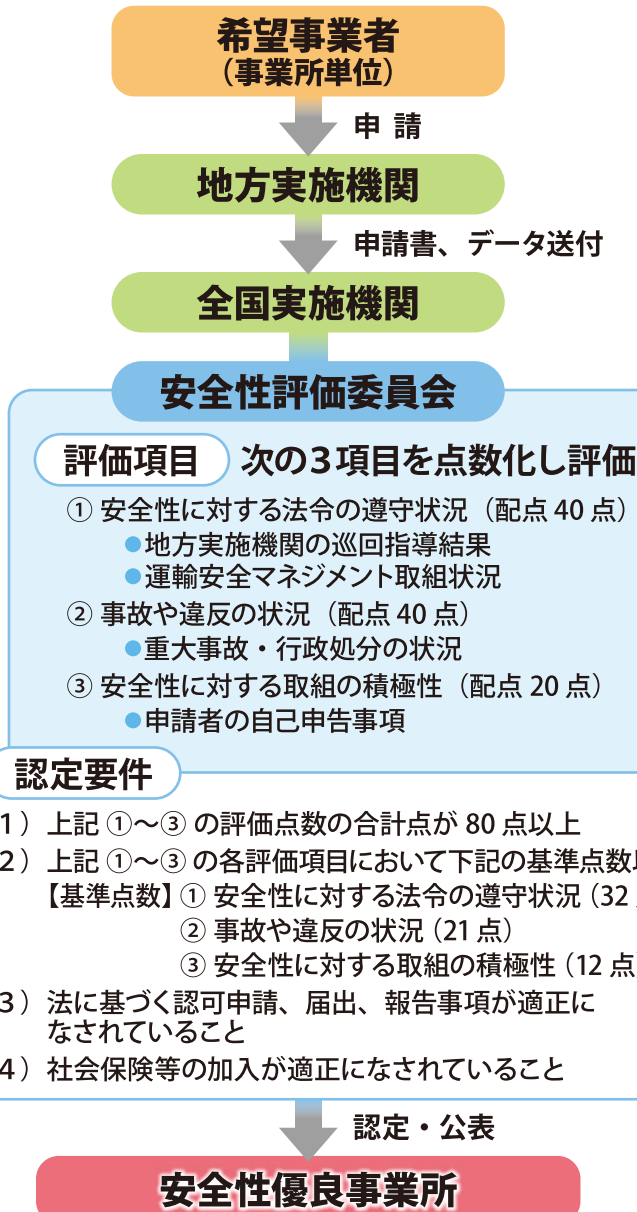 希望事業者
（事業所単位）
申 請
地方実施機関
申請書、データ送付
全国実施機関
安全性評価委員会
評価項目 次の3項目を点数化し評価
① 安全性に対する法令の遵守状況（配点 40 点）
●地方実施機関の巡回指導結果
●運輸安全マネジメント取組状況
② 事故や違反の状況（配点 40 点）
●重大事故・行政処分の状況
③ 安全性に対する取組の積極性（配点 20 点）
●申請者の自己申告事項
認定要件
1）上記 ①～③ の評価点数の合計点が 80 点以上
2）上記 ①～③ の各評価項目において下記の基準点数
【基準点数】① 安全性に対する法令の遵守状況（32
② 事故や違反の状況（21 点）
③ 安全性に対する取組の積極性（12 点
3）法に基づく認可申請、届出、報告事項が適正に
なされていること
4）社会保険等の加入が適正になされていること
認定・公表
安全性優良事業所